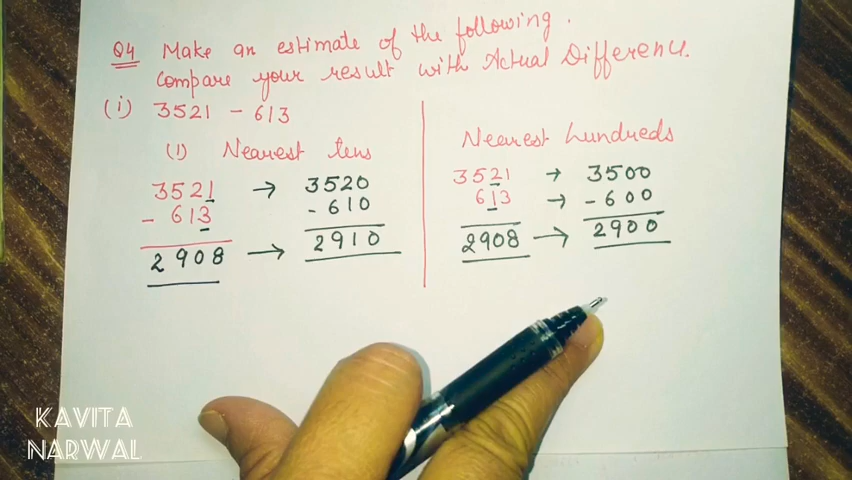 Q4 Make an estimate of the following.
Compare your result with Actual Difference.
(i) 3521 - 613
(1) Nearest tens
3521 → 3520
- 613 - 610
2908 → 2910
Nearest hundreds
3521 → 3500
613 → - 600
2908 → 2900
KAVITA
NARWAL